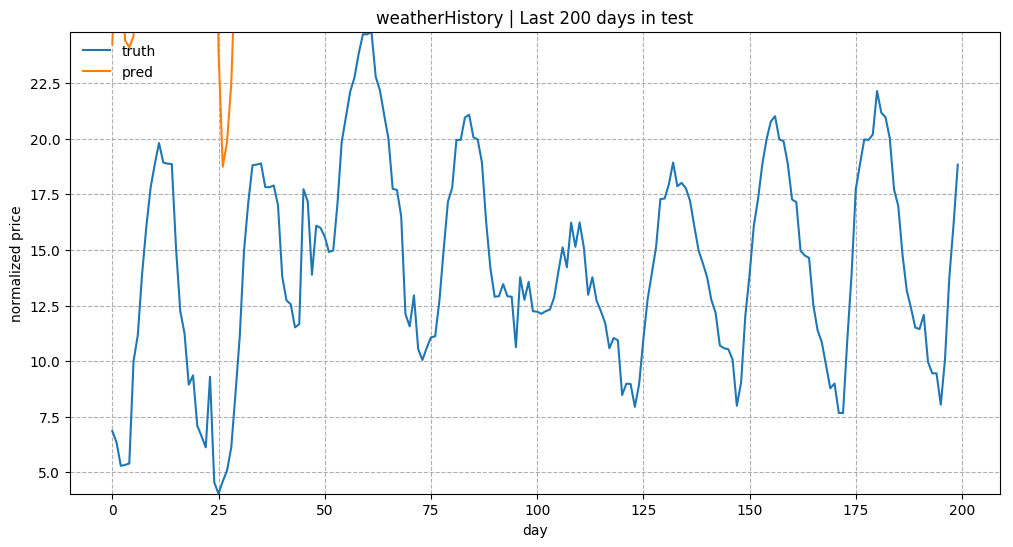 weatherHistory | Last 200 days in test
truth
pred
normalized price
22.5
20.0
17.5
15.0
12.5
10.0
7.5
5.0
0 25 50 75 100 125 150 175 200
day